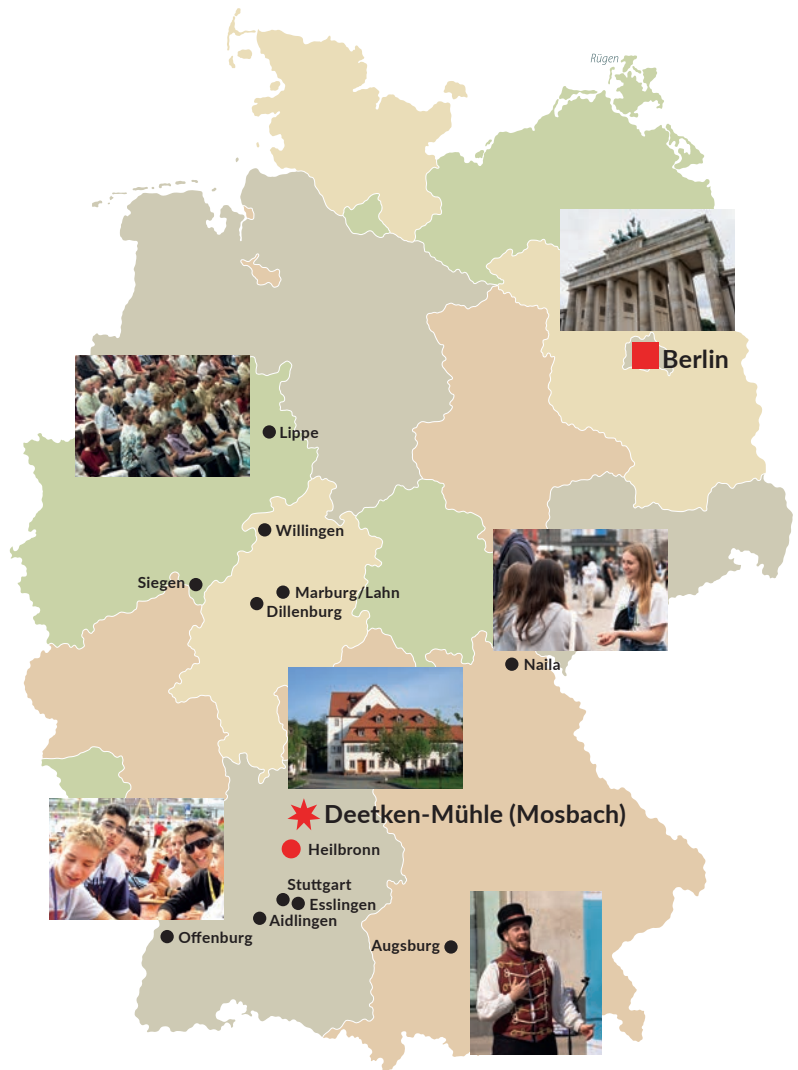 Rügen
Berlin
Lippe
Willingen
Siegen
Marburg/Lahn
Dillenburg
Naila
Deetken-Mühle (Mosbach)
Heilbronn
Stuttgart
Esslingen
Aidlingen
Offenburg
Augsburg